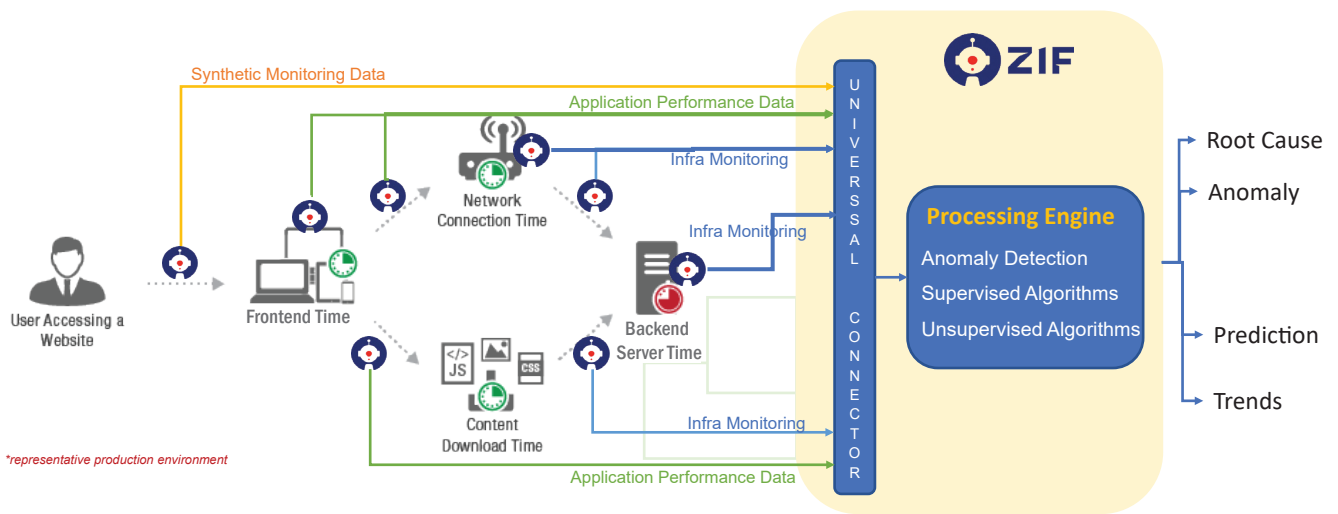 ZIF
Synthetic Monitoring Data
Application Performance Data
Infra Monitoring
Network
Connection Time
Infra Monitoring
User Accessing a
Website
Frontend Time
Backend
Server Time
</>
JS
CSS
Content
Download Time
Infra Monitoring
Application Performance Data
*representative production environment
UNIVERSSAL CONNECTOR
Processing Engine
Anomaly Detection
Supervised Algorithms
Unsupervised Algorithms
Root Cause
Anomaly
Prediction
Trends